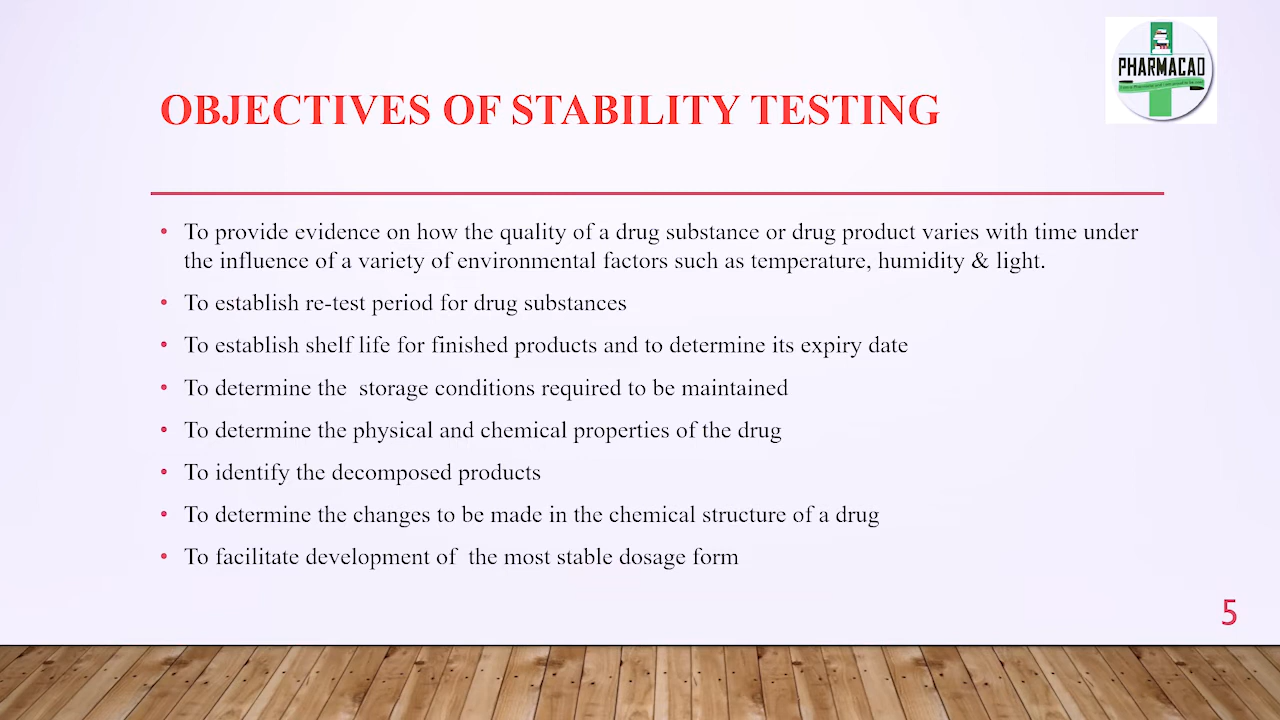 PHARMACAD
OBJECTIVES OF STABILITY TESTING
• To provide evidence on how the quality of a drug substance or drug product varies with time under
the influence of a variety of environmental factors such as temperature, humidity & light.
• To establish re-test period for drug substances
• To establish shelf life for finished products and to determine its expiry date
• To determine the storage conditions required to be maintained
• To determine the physical and chemical properties of the drug
• To identify the decomposed products
• To determine the changes to be made in the chemical structure of a drug
• To facilitate development of the most stable dosage form
5